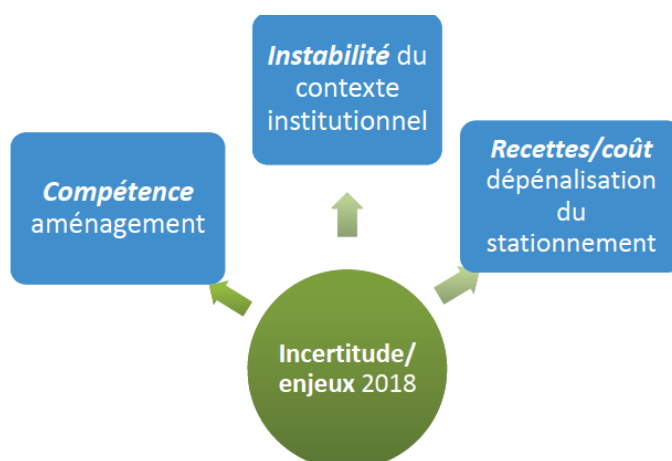 Instabilité du
contexte
institutionnel
Compétence
aménagement
Recettes/coût
dépénalisation
du
stationnement
Incertitude/
enjeux 2018